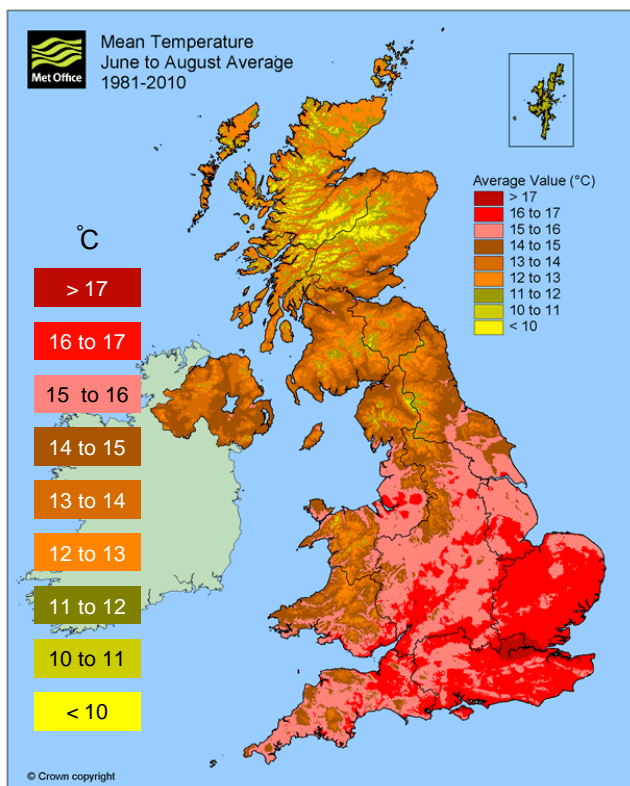 Met Office
Mean Temperature
June to August Average
1981-2010
Average Value (°C)
> 17
16 to 17
15 to 16
14 to 15
13 to 14
12 to 13
11 to 12
10 to 11
< 10
°C
> 17
16 to 17
15 to 16
14 to 15
13 to 14
12 to 13
11 to 12
10 to 11
< 10
© Crown copyright